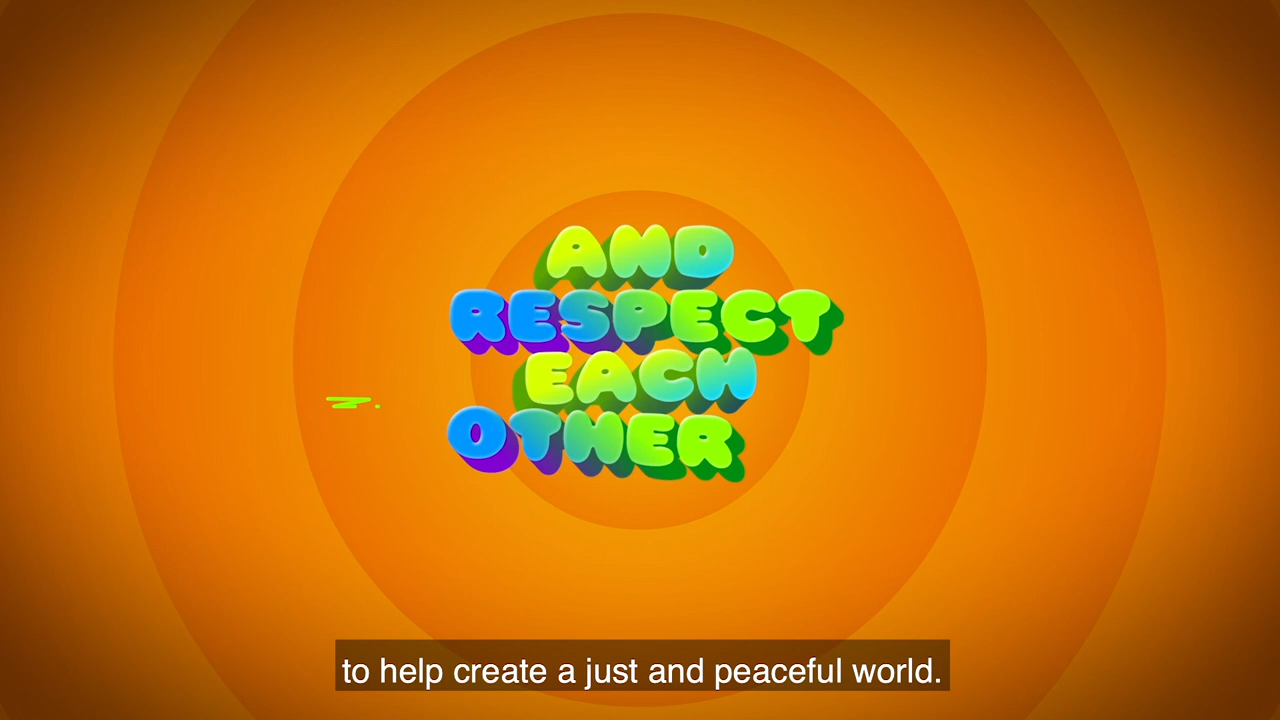 AND
RESPECT
EACH
OTHER
to help create a just and peaceful world.